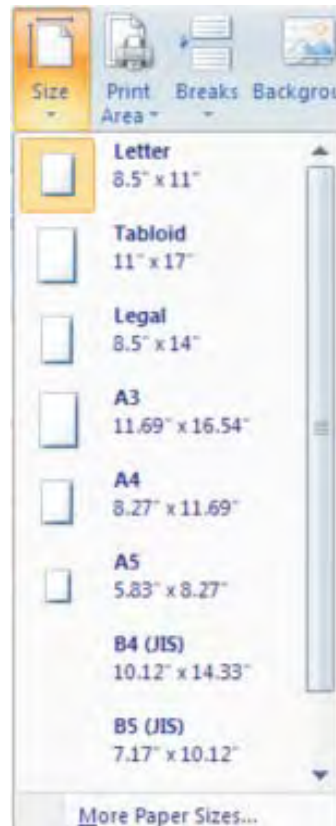 Size Print Breaks Backgrou
Area
Letter
8.5" x 11"
Tabloid
11" x 17"
Legal
8.5" x 14"
A3
11.69" x 16.54"
A4
8.27" x 11.69"
A5
5.83" x 8.27"
B4 (JIS)
10.12" x 14.33"
B5 (JIS)
7.17" x 10.12"
More Paper Sizes...